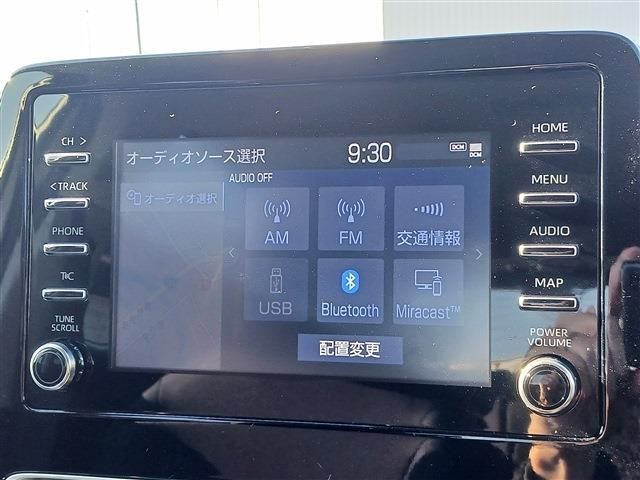 CH >
< TRACK
PHONE
T℡C
TUNE
SCROLL
オーディオソース選択
9:30
DCM
DCM
AUDIO OFF
オーディオ選択
AM
FM
交通情報
USB
Bluetooth
Miracast™
配置変更
HOME
MENU
AUDIO
MAP
POWER
VOLUME